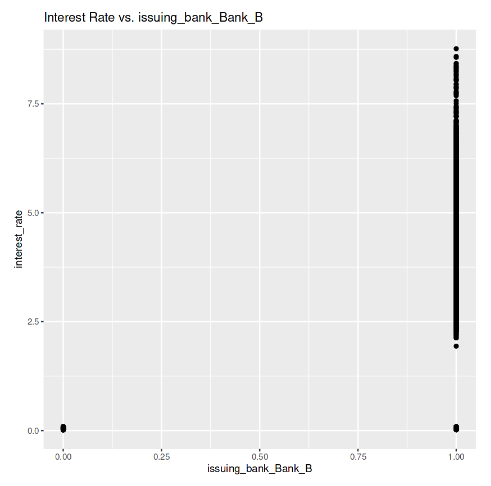 Interest Rate vs. issuing_bank_Bank_B
interest_rate
7.5
5.0
2.5
0.0
0.00 0.25 0.50 0.75 1.00
issuing_bank_Bank_B